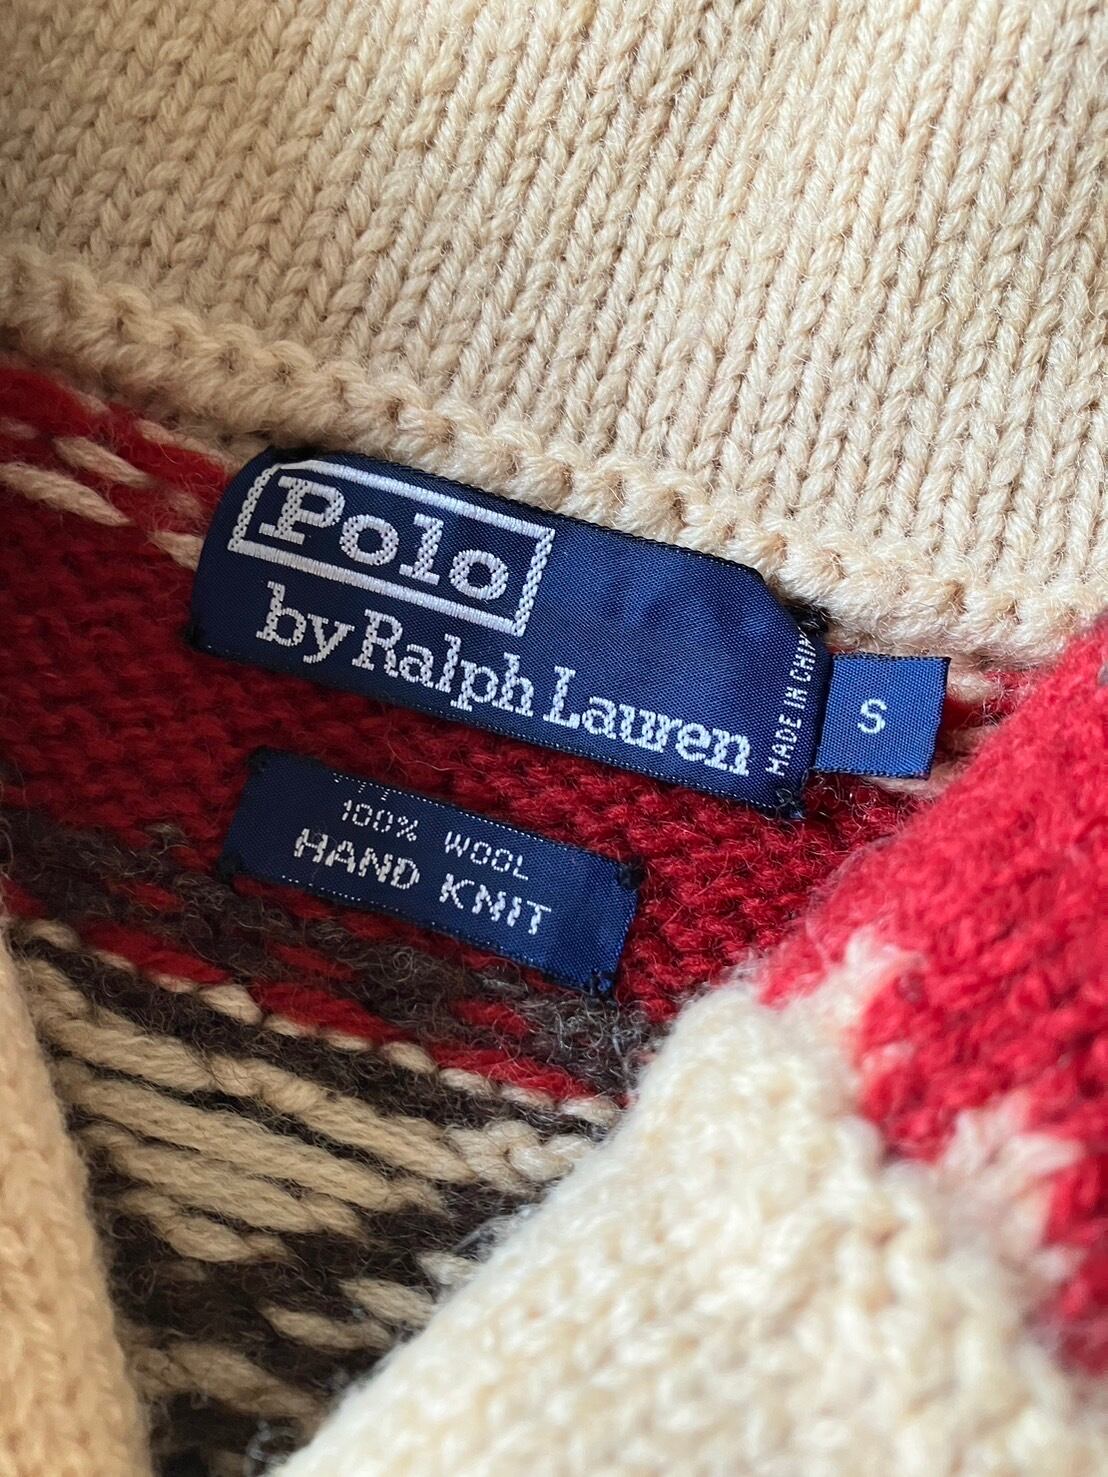 Polo
by Ralph Lauren
MADE IN CHINA
S
100% WOOL
HAND KNIT